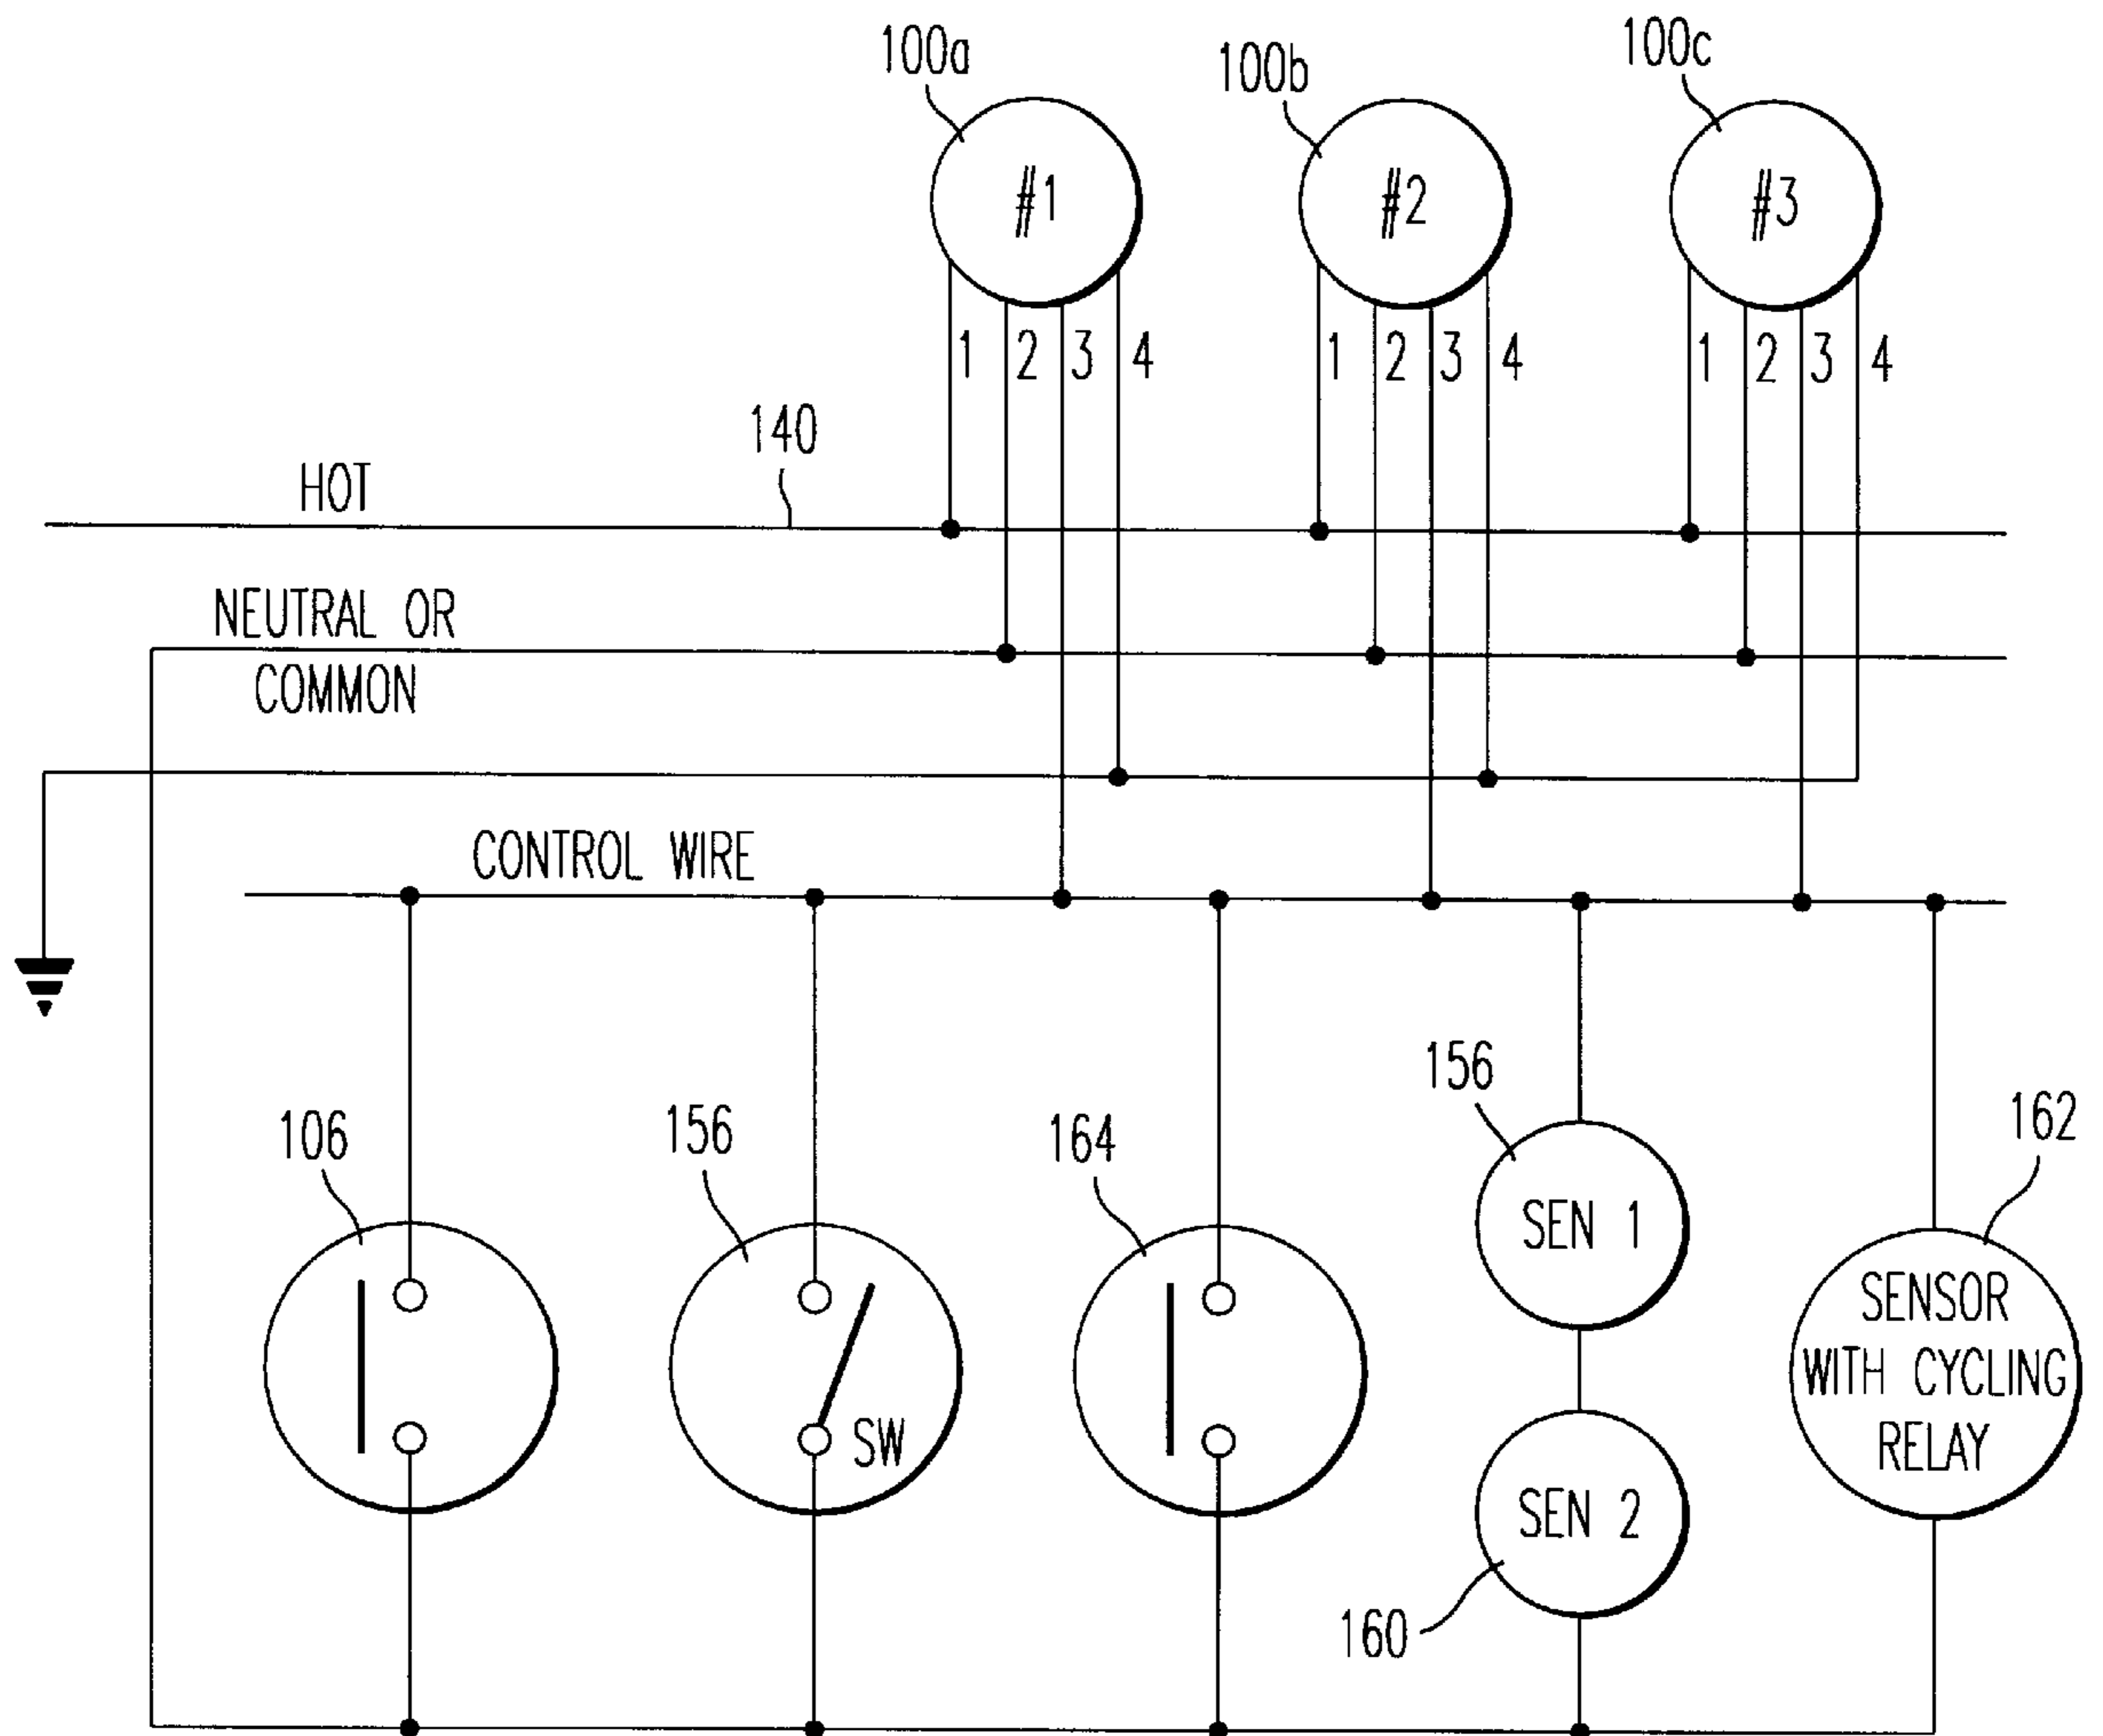 100a
100b
100c
#1
#2
#3
1 2 3 4
1 2 3 4
1 2 3 4
140
HOT
NEUTRAL OR
COMMON
CONTROL WIRE
106
156
164
156
162
SW
SEN 1
SEN 2
160
SENSOR
WITH CYCLING
RELAY